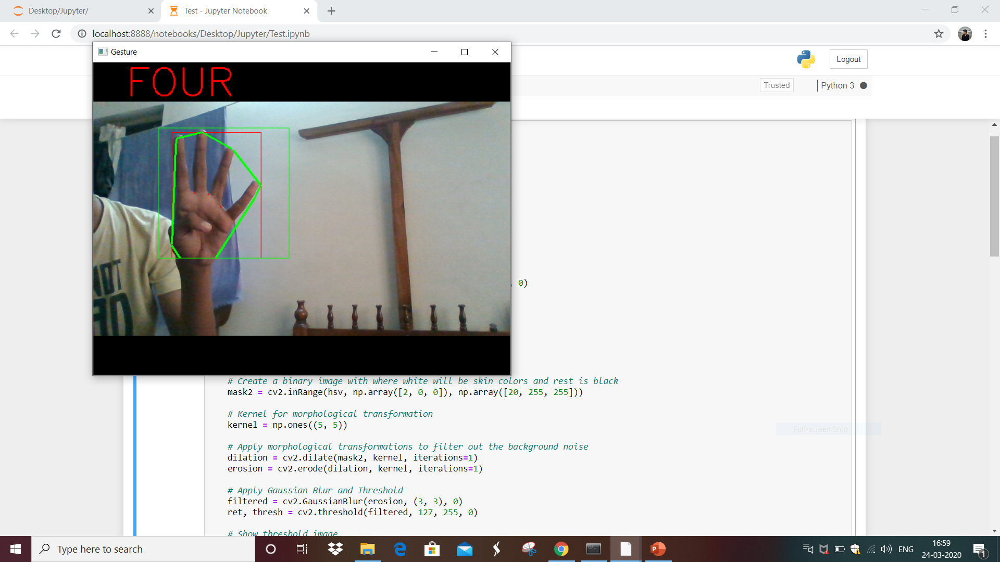 Desktop/Jupyter/
Test - Jupyter Notebook
localhost:8888/notebooks/Desktop/Jupyter/Test.ipynb
Gesture
Logout
FOUR
Trusted
Python 3
, 0)
# Create a binary image with where white will be skin colors and rest is black
mask2 = cv2.inRange(hsv, np.array([2, 0, 0]), np.array([20, 255, 255]))
# Kernel for morphological transformation
kernel = np.ones((5, 5))
Full-screen Snip
# Apply morphological transformations to filter out the background noise
dilation = cv2.dilate(mask2, kernel, iterations=1)
erosion = cv2.erode(dilation, kernel, iterations=1)
# Apply Gaussian Blur and Threshold
filtered = cv2.GaussianBlur(erosion, (3, 3), 0)
ret, thresh = cv2.threshold(filtered, 127, 255, 0)
# Show threshold image
Type here to search
ENG
16:59
24-03-2020
1